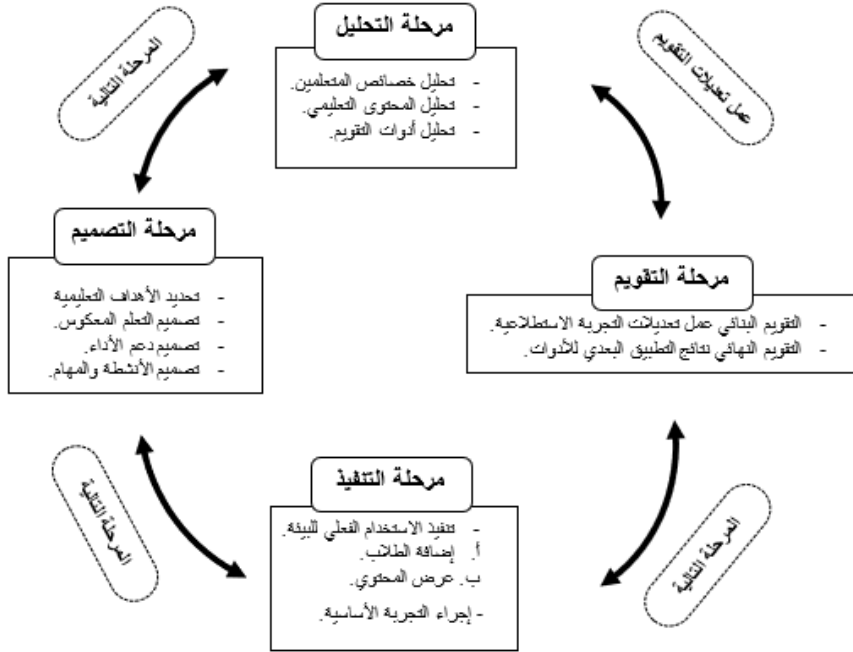 مرحلة التحليل
- تحليل خصائص المتعلمين.
- تحليل المحتوى التعليمي.
- تحليل أدوات التقويم.
المرحلة التالية
مرحلة التصميم
- تحديد الأهداف التعليمية
- تصميم التعلم المعكوس.
- تصميم دعم الأداء.
- تصميم الأنشطة والمهام.
المرحلة التالية
مرحلة التنفيذ
- تنفيذ الاستخدام الفعلي للبيئة.
أ. إضافة الطلاب.
ب. عرض المحتوي.
- إجراء التجربة الأساسية.
المرحلة التالية
مرحلة التقويم
- التقويم البنائي عمل تعديلات التجربة الاستطلاعية.
- التقويم النهائي نتائج التطبيق البعدي للأدوات.
عمل تعديلات التقويم